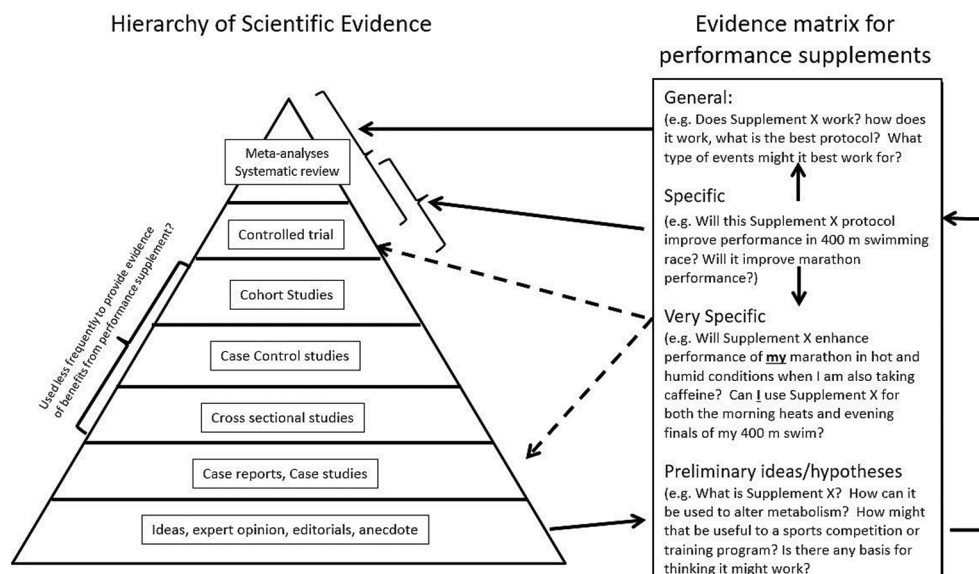 Hierarchy of Scientific Evidence
Evidence matrix for
performance supplements
Meta-analyses
Systematic review
Controlled trial
Cohort Studies
Case Control studies
Cross sectional studies
Case reports, Case studies
Ideas, expert opinion, editorials, anecdote
Used less frequently to provide evidence
of benefits from performance supplement?
General:
(e.g. Does Supplement X work? how does
it work, what is the best protocol? What
type of events might it best work for?
Specific
(e.g. Will this Supplement X protocol
improve performance in 400 m swimming
race? Will it improve marathon
performance?)
Very Specific
(e.g. Will Supplement X enhance
performance of my marathon in hot and
humid conditions when I am also taking
caffeine? Can I use Supplement X for
both the morning heats and evening
finals of my 400 m swim?
Preliminary ideas/hypotheses
(e.g. What is Supplement X? How can it
be used to alter metabolism? How might
that be useful to a sports competition or
training program? Is there any basis for
thinking it might work?